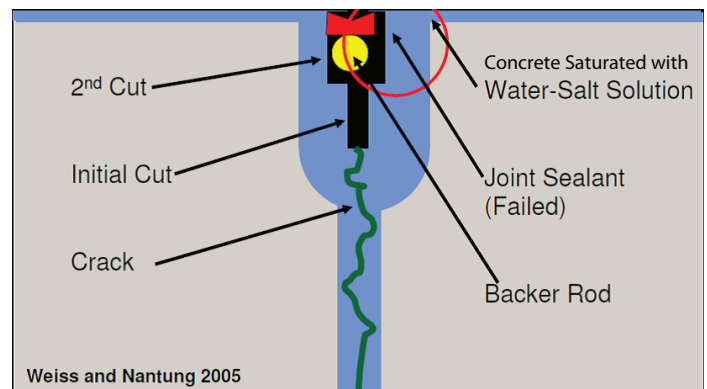 2nd Cut
Initial Cut
Crack
Weiss and Nantung 2005
Concrete Saturated with
Water-Salt Solution
Joint Sealant
(Failed)
Backer Rod